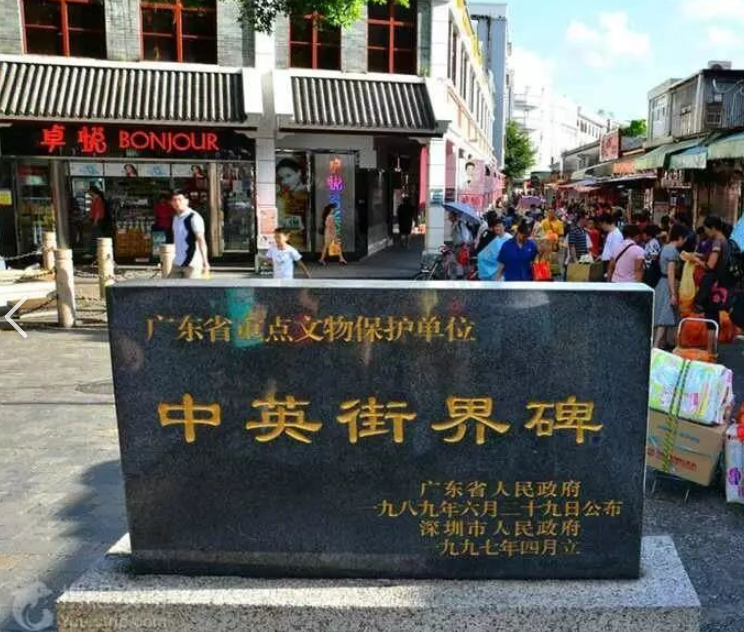 卓悦 BONJOUR
卓悦
广东省重点文物保护单位
中英街界碑
广东省人民政府
一九八九年六月二十九日公布
深圳市人民政府
一九九七年四月立